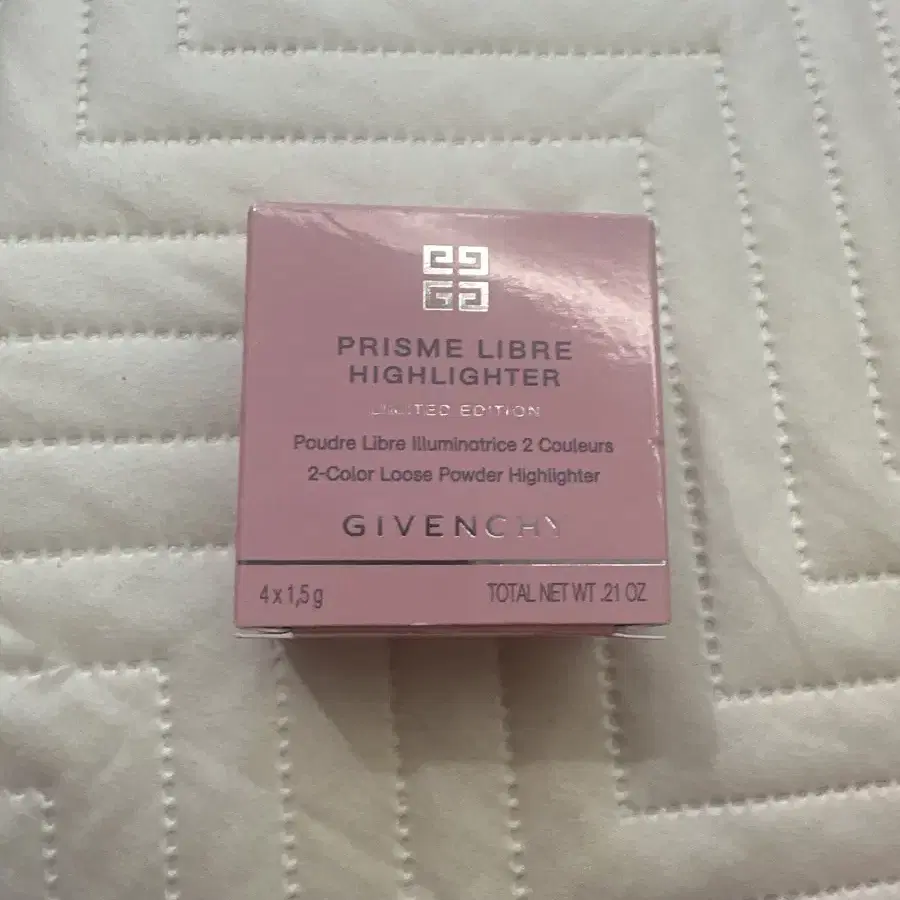 PRISME LIBRE
HIGHLIGHTER
LIMITED EDITION
Poudre Libre Illuminatrice 2 Couleurs
2-Color Loose Powder Highlighter
GIVENCHY
4 x 1,5 g TOTAL NET WT .21 OZ